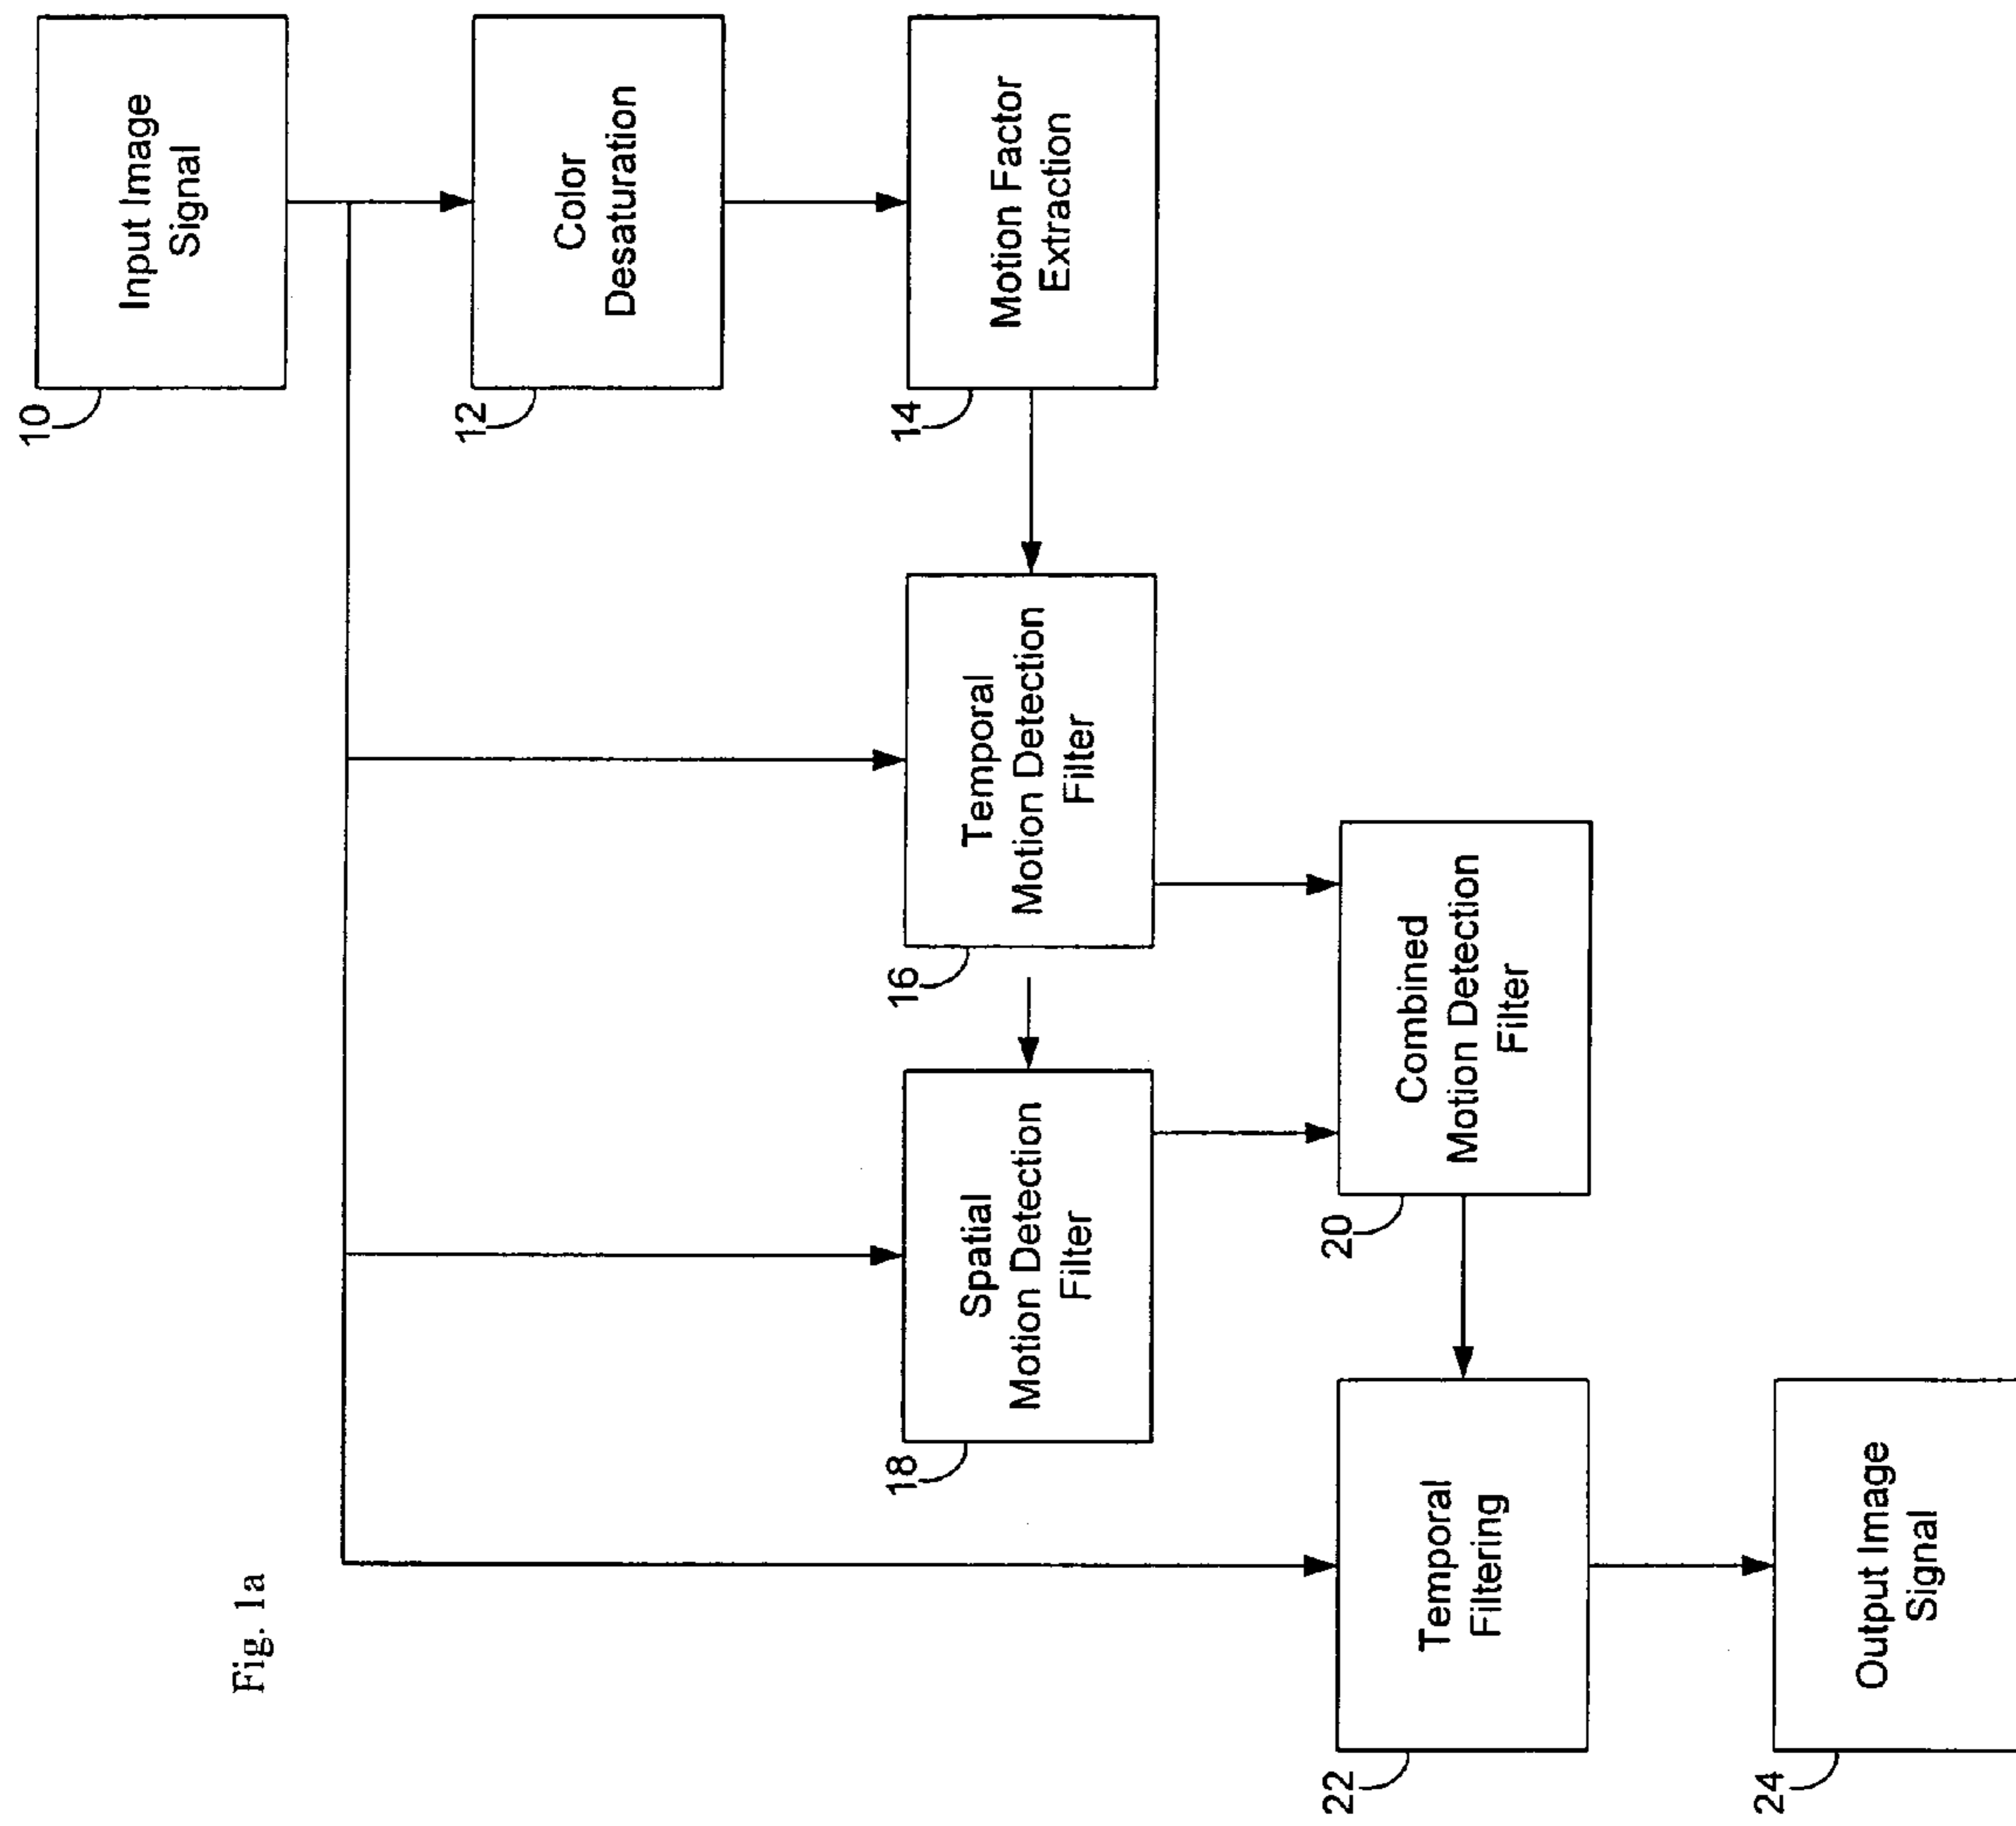 Fig. 1a
10
Input Image
Signal
12
Color
Desaturation
14
Motion Factor
Extraction
16
Temporal
Motion Detection
Filter
18
Spatial
Motion Detection
Filter
20
Combined
Motion Detection
Filter
22
Temporal
Filtering
24
Output Image
Signal